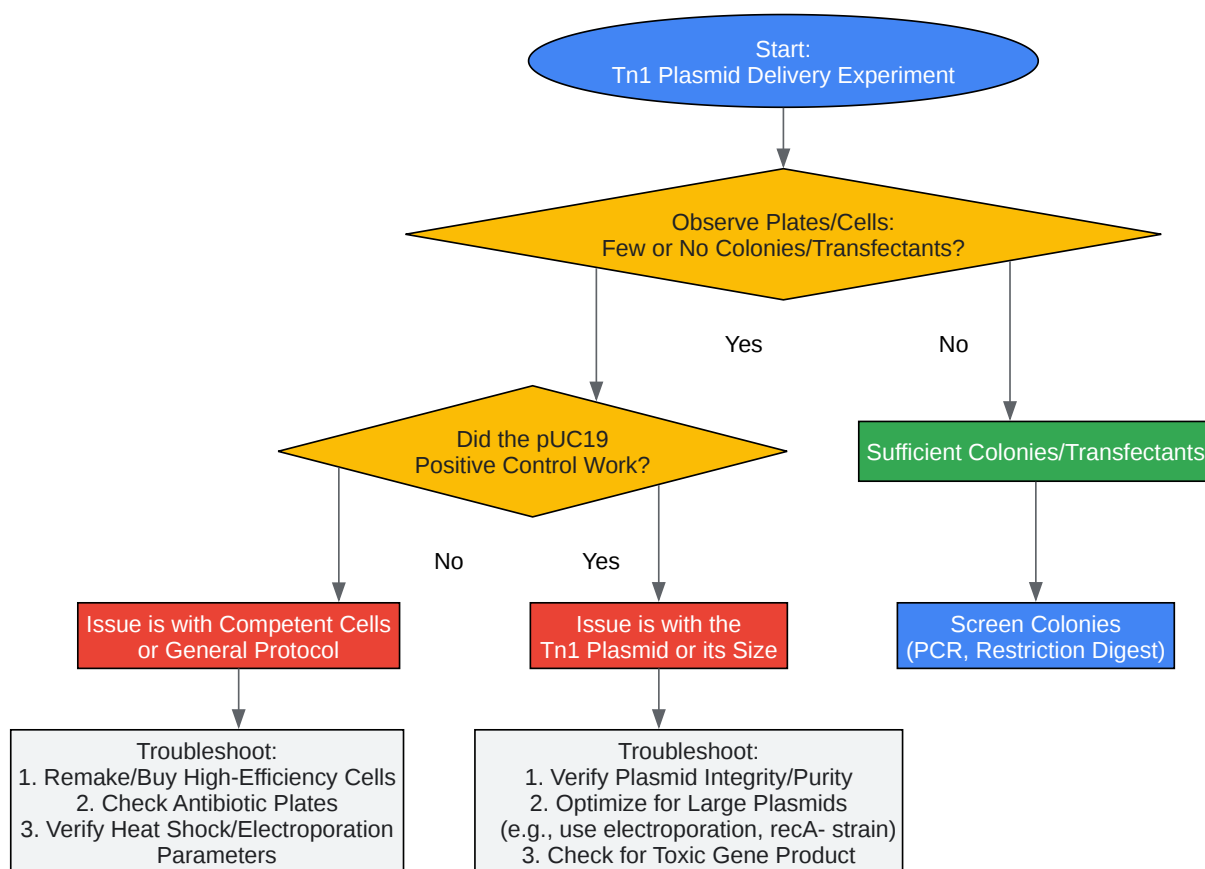 Start:
Tn1 Plasmid Delivery Experiment
Observe Plates/Cells:
Few or No Colonies/Transfectants?
Yes
No
Did the pUC19
Positive Control Work?
Sufficient Colonies/Transfectants
No
Yes
Issue is with Competent Cells
or General Protocol
Issue is with the
Tn1 Plasmid or its Size
Screen Colonies
(PCR, Restriction Digest)
Troubleshoot:
1. Remake/Buy High-Efficiency Cells
2. Check Antibiotic Plates
3. Verify Heat Shock/Electroporation
Parameters
Troubleshoot:
1. Verify Plasmid Integrity/Purity
2. Optimize for Large Plasmids
(e.g., use electroporation, recA- strain)
3. Check for Toxic Gene Product